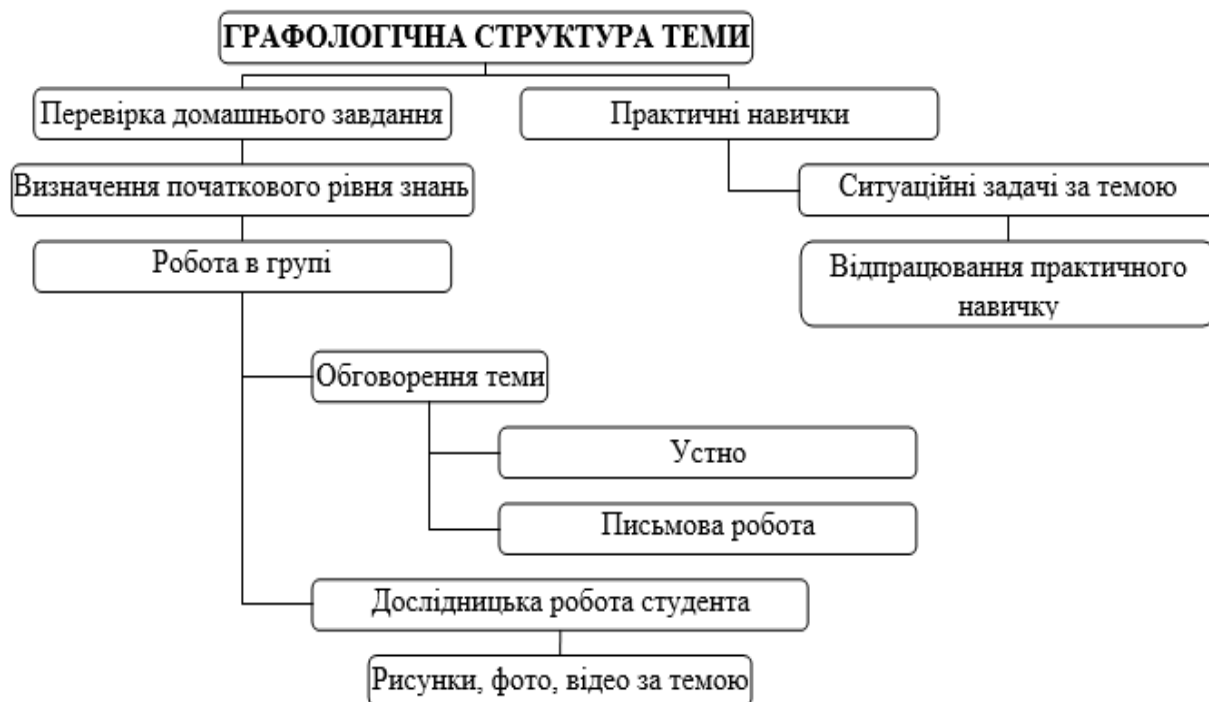 ГРАФОЛОГІЧНА СТРУКТУРА ТЕМИ
Перевірка домашнього завдання
Практичні навички
Визначення початкового рівня знань
Ситуаційні задачі за темою
Робота в групі
Відпрацювання практичного
навичку
Обговорення теми
Устно
Письмова робота
Дослідницька робота студента
Рисунки, фото, відео за темою